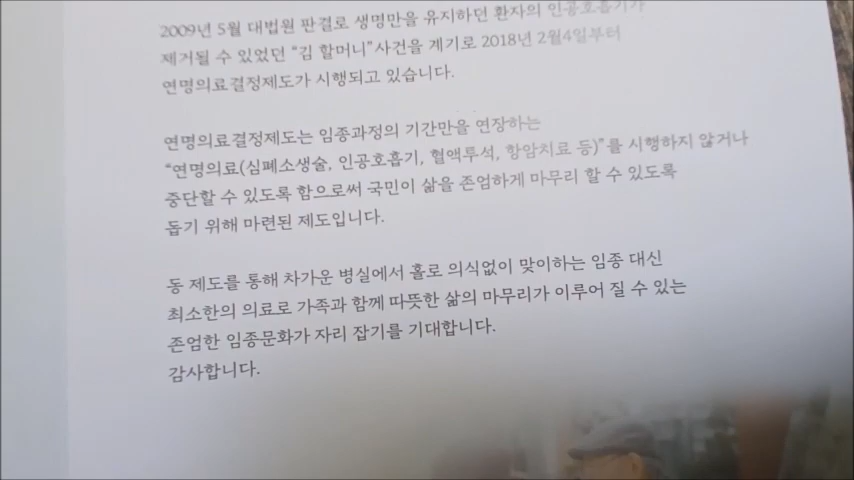 2009년 5월 대법원 판결로 생명만을 유지하던 환자의 인공호흡기가
제거될 수 있었던 “김 할머니”사건을 계기로 2018년 2월4일부터
연명의료결정제도가 시행되고 있습니다.
연명의료결정제도는 임종과정의 기간만을 연장하는
“연명의료(심폐소생술, 인공호흡기, 혈액투석, 항암치료 등)”를 시행하지 않거나
중단할 수 있도록 함으로써 국민이 삶을 존엄하게 마무리 할 수 있도록
돕기 위해 마련된 제도입니다.
동 제도를 통해 차가운 병실에서 홀로 의식없이 맞이하는 임종 대신
최소한의 의료로 가족과 함께 따뜻한 삶의 마무리가 이루어 질 수 있는
존엄한 임종문화가 자리 잡기를 기대합니다.
감사합니다.